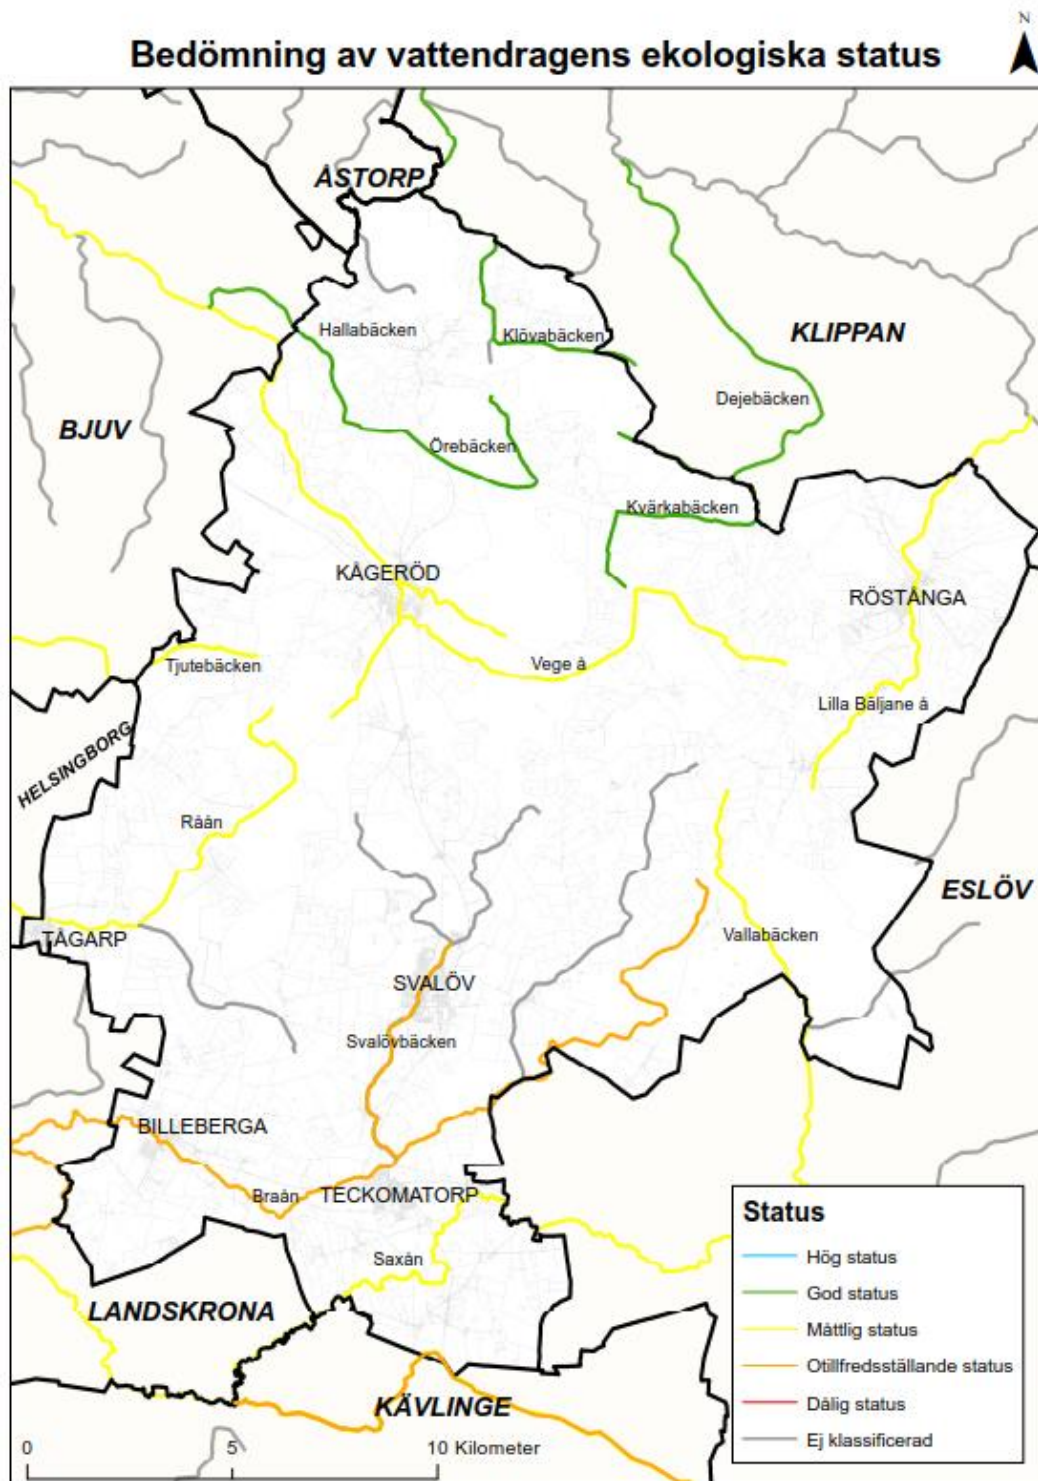 N
Bedömning av vattendragens ekologiska status
ÅSTORP
Hallabäcken
Klövabäcken
KLIPPAN
Dejebäcken
BJUV
Örebäcken
Kvärkabäcken
KÅGERÖD
RÖSTÅNGA
Tjutebäcken
Vege å
Lilla Bäljane å
HELSINGBORG
Råån
ESLÖV
TÅGARP
Vallabäcken
SVALÖV
Svalövbäcken
BILLEBERGA
Braån
TECKOMATORP
Saxån
LANDSKRONA
KÄVLINGE
Status
Hög status
God status
Måttlig status
Otillfredsställande status
Dålig status
Ej klassificerad
0 5 10 Kilometer